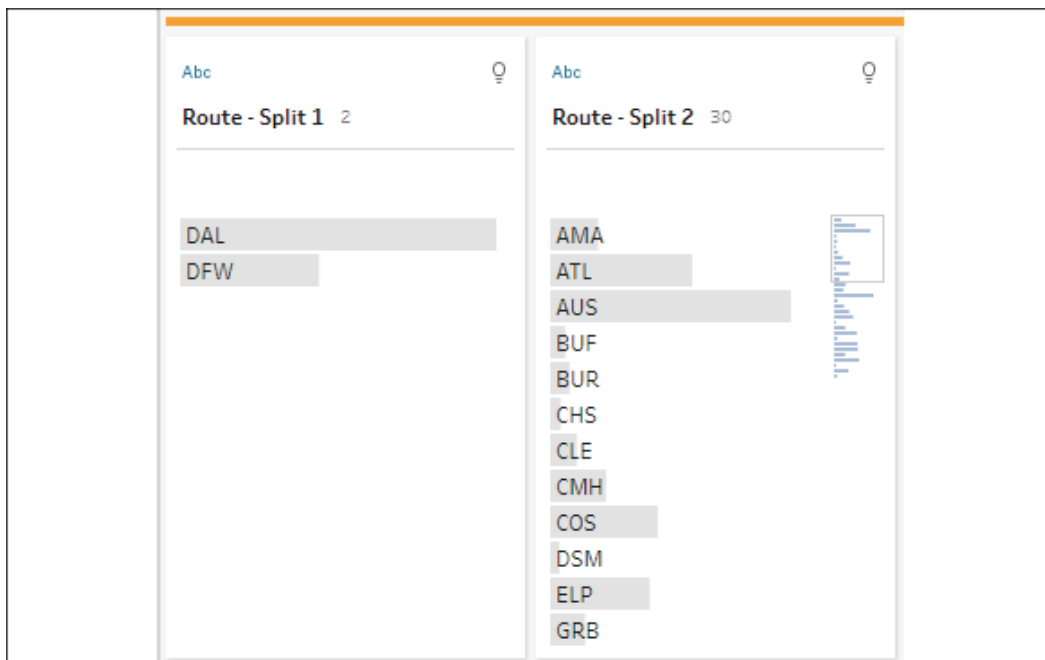 Abc
Route - Split 1 2
DAL
DFW
Abc
Route - Split 2 30
AMA
ATL
AUS
BUF
BUR
CHS
CLE
CMH
COS
DSM
ELP
GRB